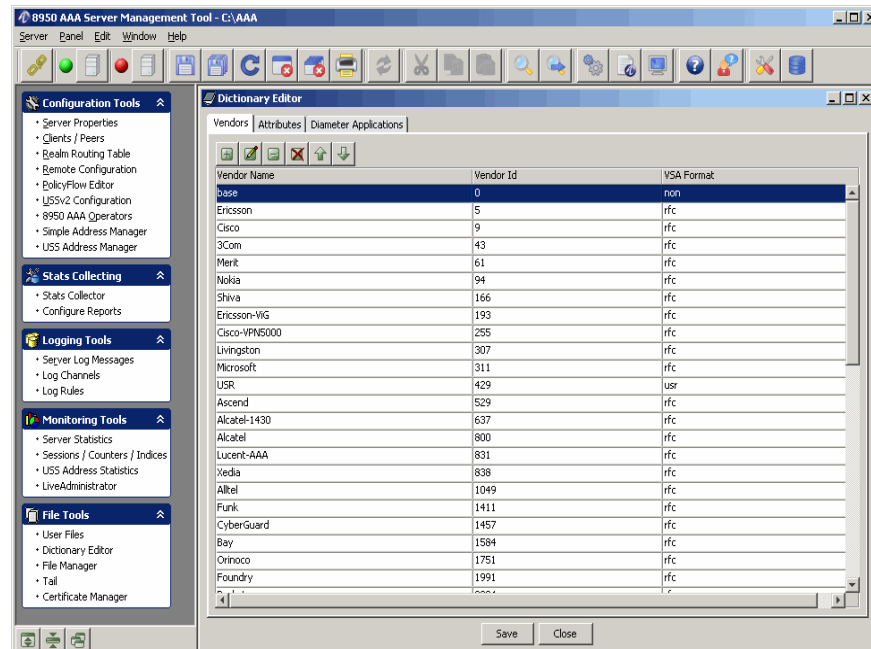 8950 AAA Server Management Tool - C:\AAA
Server Panel Edit Window Help
Configuration Tools
Server Properties
Clients / Peers
Realm Routing Table
Remote Configuration
PolicyFlow Editor
USSv2 Configuration
8950 AAA Operators
Simple Address Manager
USS Address Manager
Stats Collecting
Stats Collector
Configure Reports
Logging Tools
Server Log Messages
Log Channels
Log Rules
Monitoring Tools
Server Statistics
Sessions / Counters / Indices
USS Address Statistics
LiveAdministrator
File Tools
User Files
Dictionary Editor
File Manager
Tail
Certificate Manager
Dictionary Editor
Vendors Attributes Diameter Applications
Vendor Name Vendor Id VSA Format
base 0 non
Ericsson 5 rfc
Cisco 9 rfc
3Com 43 rfc
Merit 61 rfc
Nokia 94 rfc
Shiva 166 rfc
Ericsson-ViG 193 rfc
Cisco-VPN5000 255 rfc
Livingston 307 rfc
Microsoft 311 rfc
USR 429 usr
Ascend 529 rfc
Alcatel-1430 637 rfc
Alcatel 800 rfc
Lucent-AAA 831 rfc
Xedia 838 rfc
Alltel 1049 rfc
Funk 1411 rfc
CyberGuard 1457 rfc
Bay 1584 rfc
Orinoco 1751 rfc
Foundry 1991 rfc
Save Close